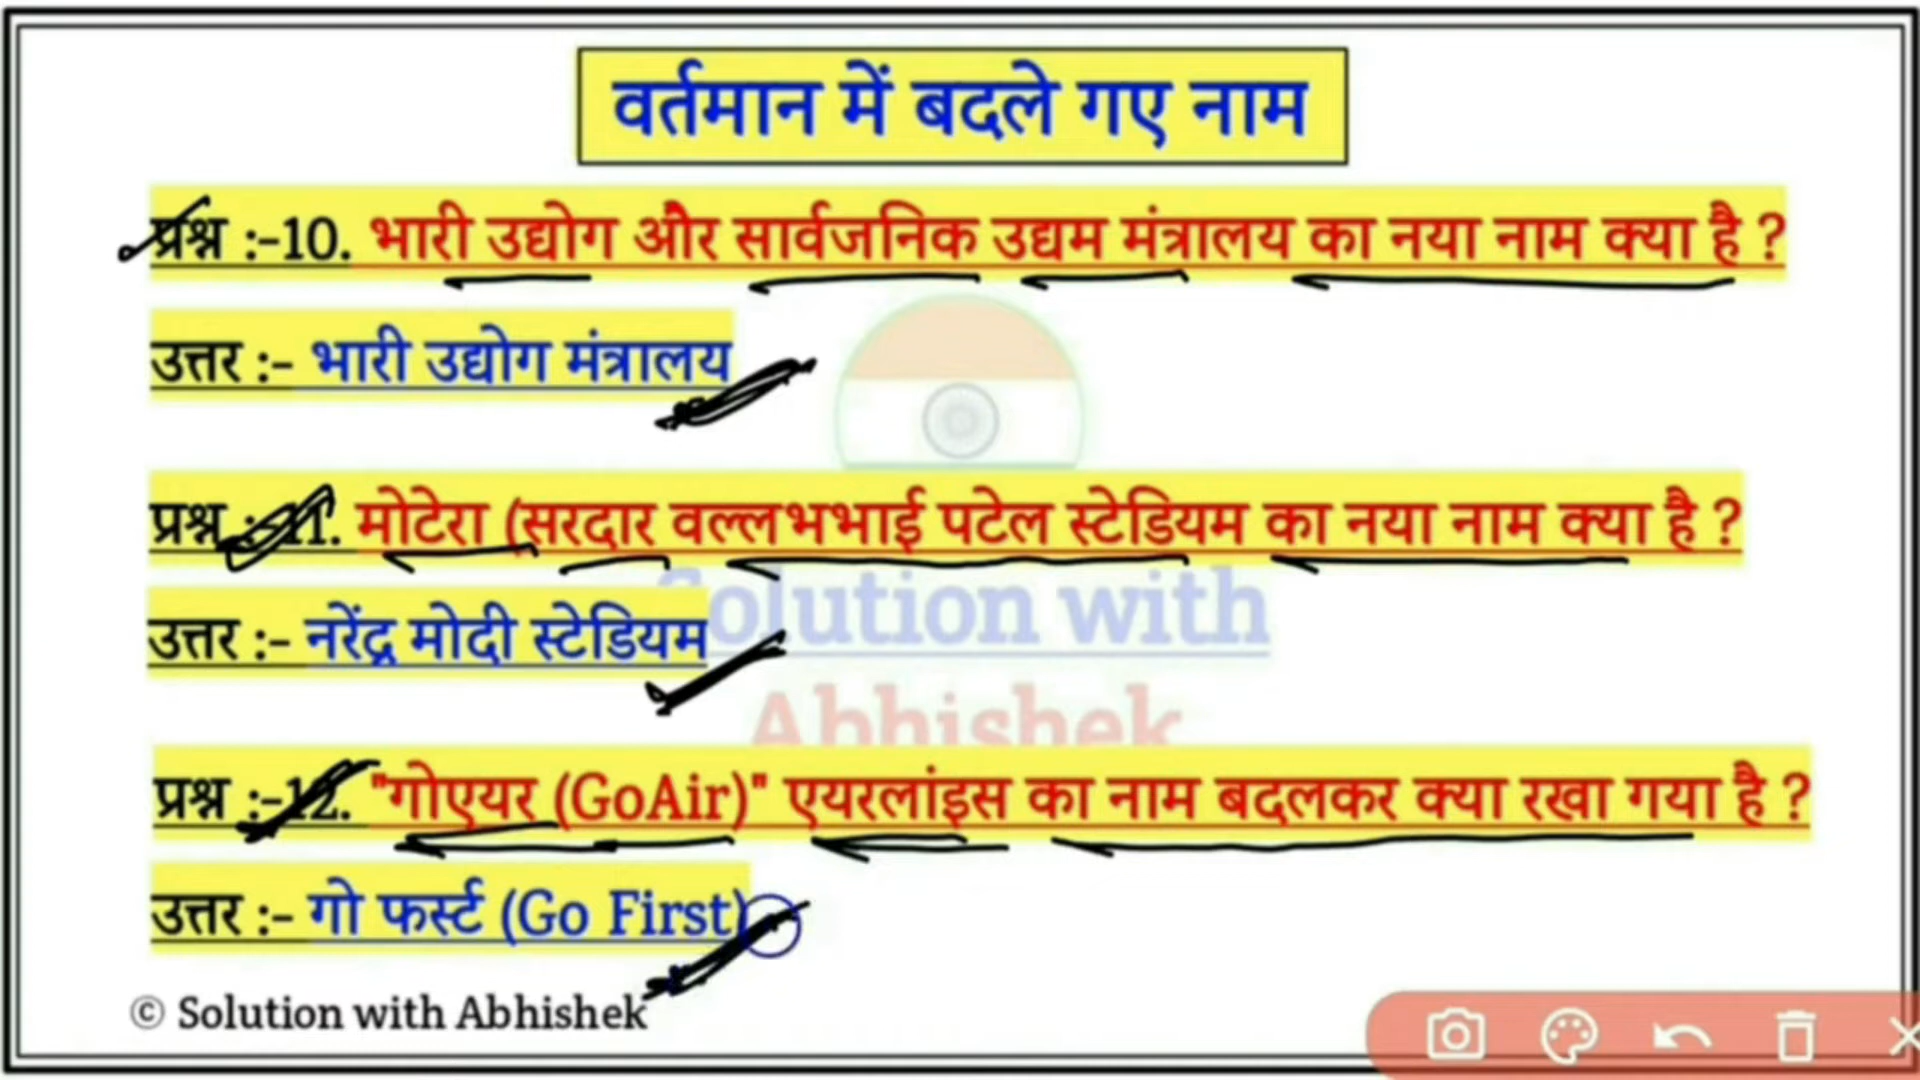 वर्तमान में बदले गए नाम
प्रश्न :-10. भारी उद्योग और सार्वजनिक उद्यम मंत्रालय का नया नाम क्या है ?
उत्तर :- भारी उद्योग मंत्रालय
प्रश्न :-11. मोटेरा (सरदार वल्लभभाई पटेल स्टेडियम का नया नाम क्या है ?
Solution with
उत्तर :- नरेंद्र मोदी स्टेडियम
Abhishek
प्रश्न :-12. "गोएयर (GoAir)" एयरलांइस का नाम बदलकर क्या रखा गया है ?
उत्तर :- गो फर्स्ट (Go First)
© Solution with Abhishek